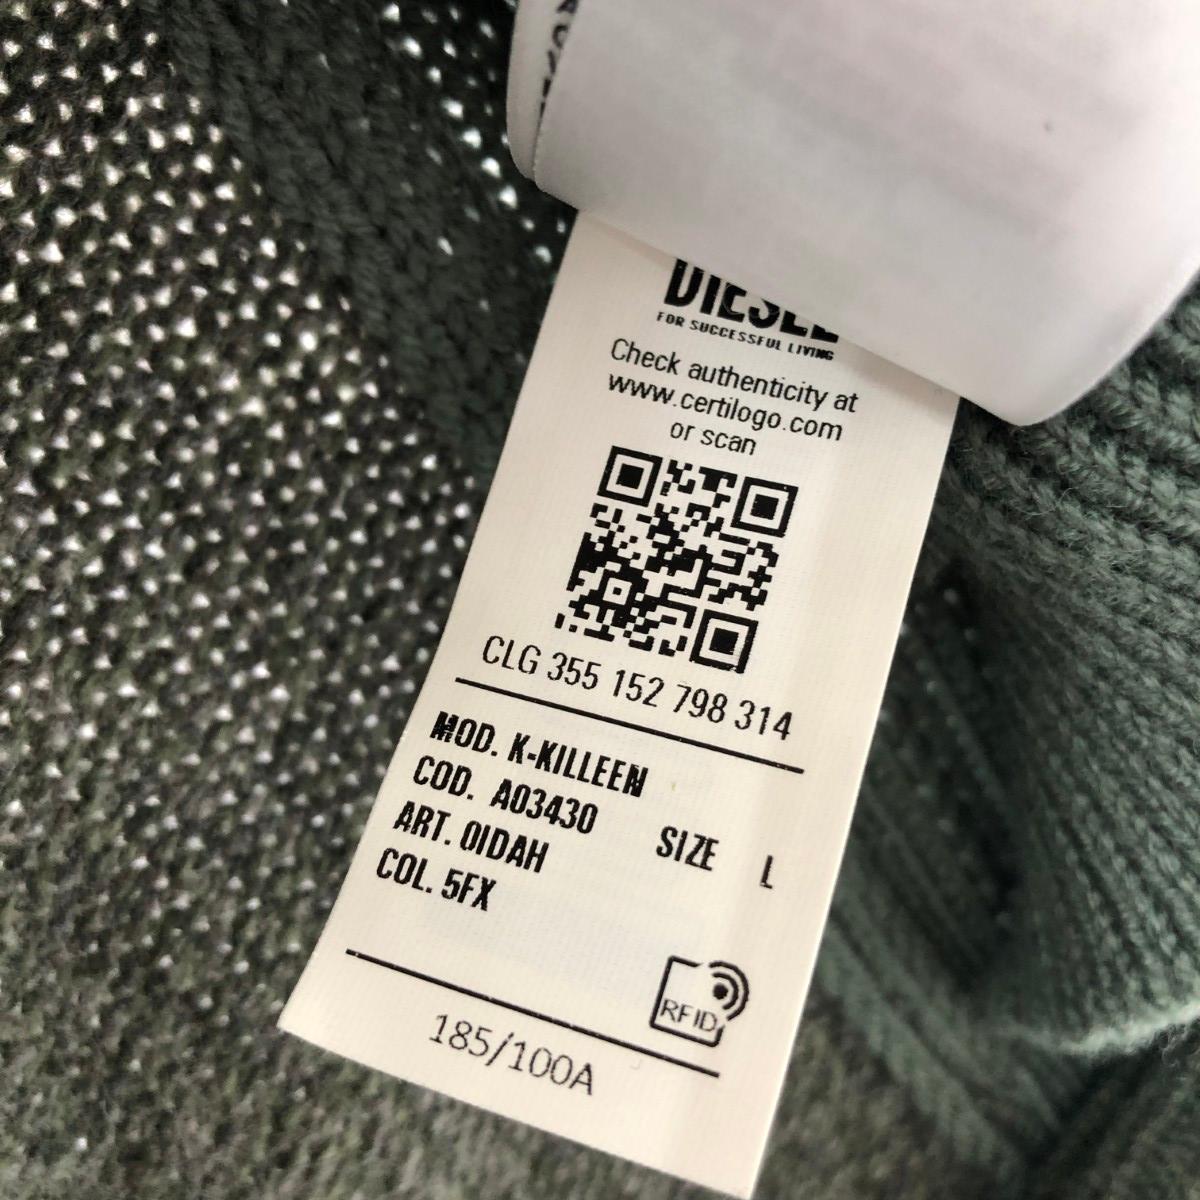 DIESEL
FOR SUCCESSFUL LIVING
Check authenticity at
www.certilogo.com
or scan
CLG 355 152 798 314
MOD. K-KILLEEN
COD. A03430
SIZE L
ART. 0IDAH
COL. 5FX
RFID
185/100A